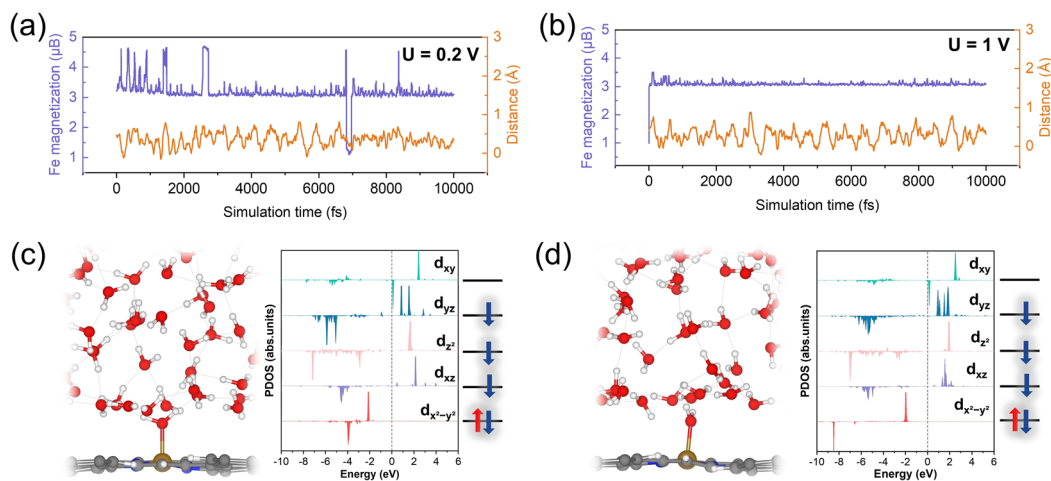 (a)
U = 0.2 V
Fe magnetization (μB)
5
4
3
2
1
3
2
1
0
Distance (Å)
0
2000
4000
6000
8000
10000
Simulation time (fs)
(b)
U = 1 V
Fe magnetization (μB)
5
4
3
2
1
3
2
1
0
Distance (Å)
0
2000
4000
6000
8000
10000
Simulation time (fs)
(c)
PDOS (abs.units)
dxy
dyz
dz²
dxz
dx²−y²
-10
-8
-6
-4
-2
0
2
4
6
Energy (eV)
(d)
PDOS (abs.units)
dxy
dyz
dz²
dxz
dx²−y²
-10
-8
-6
-4
-2
0
2
4
6
Energy (eV)